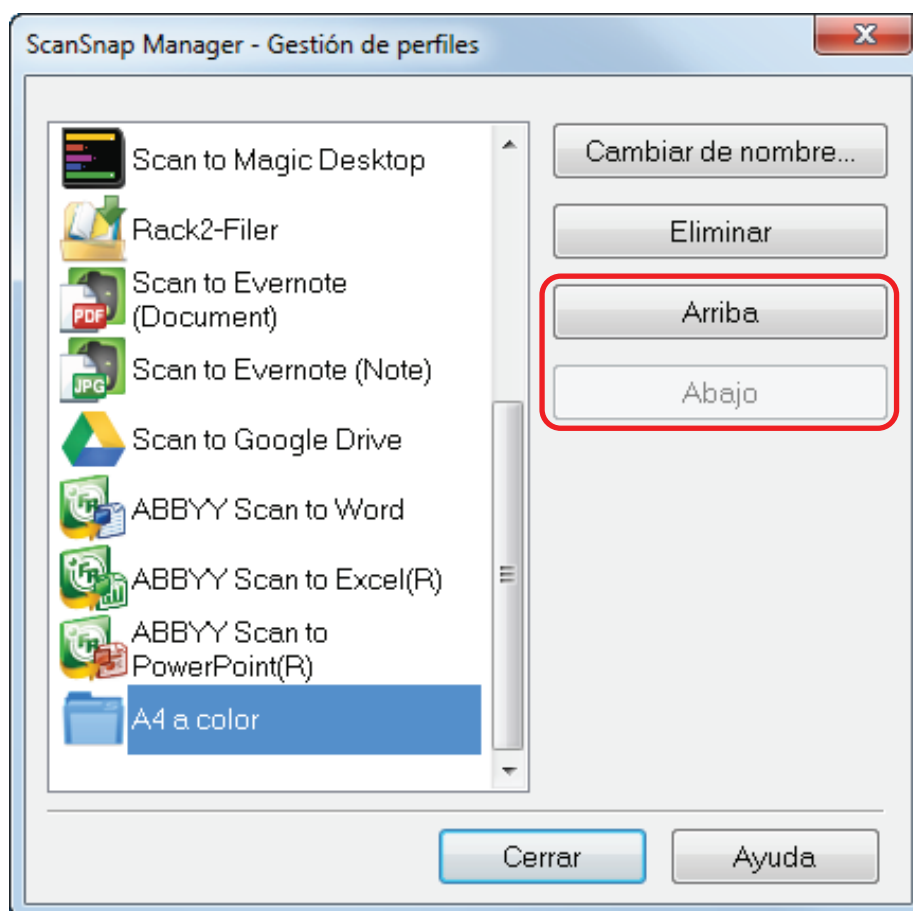 ScanSnap Manager - Gestión de perfiles
x
Scan to Magic Desktop
Rack2-Filer
Scan to Evernote
(Document)
PDF
Scan to Evernote (Note)
JPG
Scan to Google Drive
ABBYY Scan to Word
ABBYY Scan to Excel(R)
ABBYY Scan to
PowerPoint(R)
A4 a color
Cambiar de nombre...
Eliminar
Arriba
Abajo
Cerrar
Ayuda